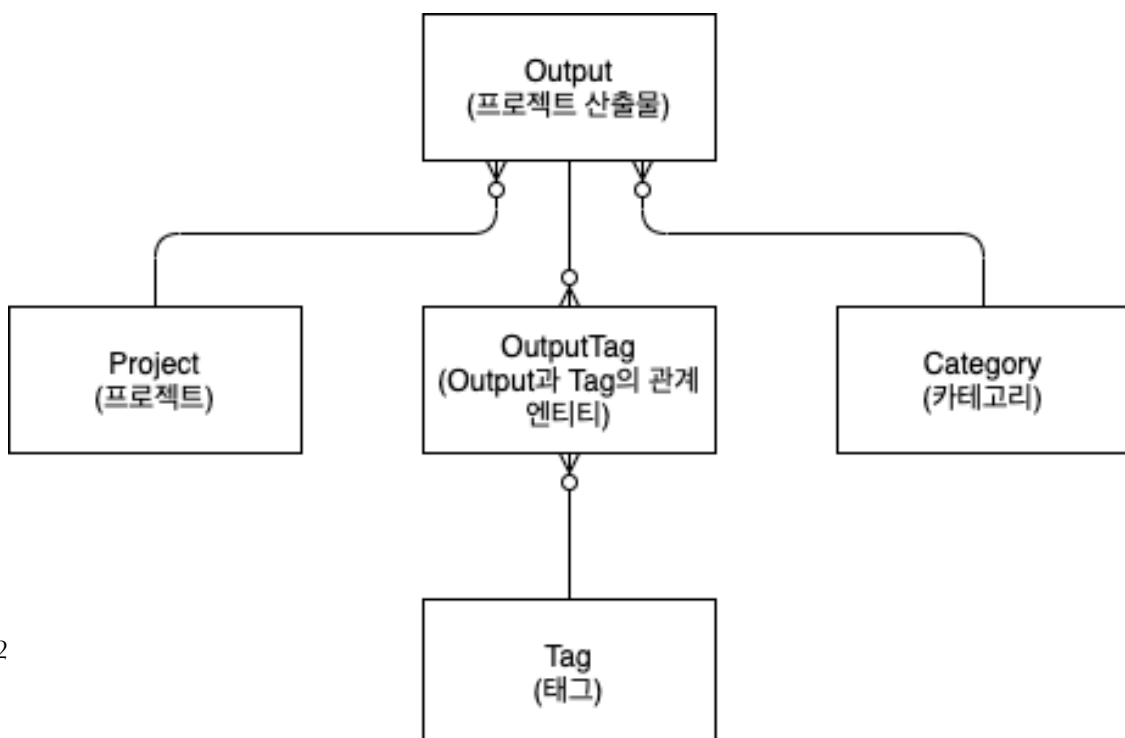 Output
(프로젝트 산출물)
Project
(프로젝트)
OutputTag
(Output과 Tag의 관계
엔티티)
Category
(카테고리)
2
Tag
(태그)